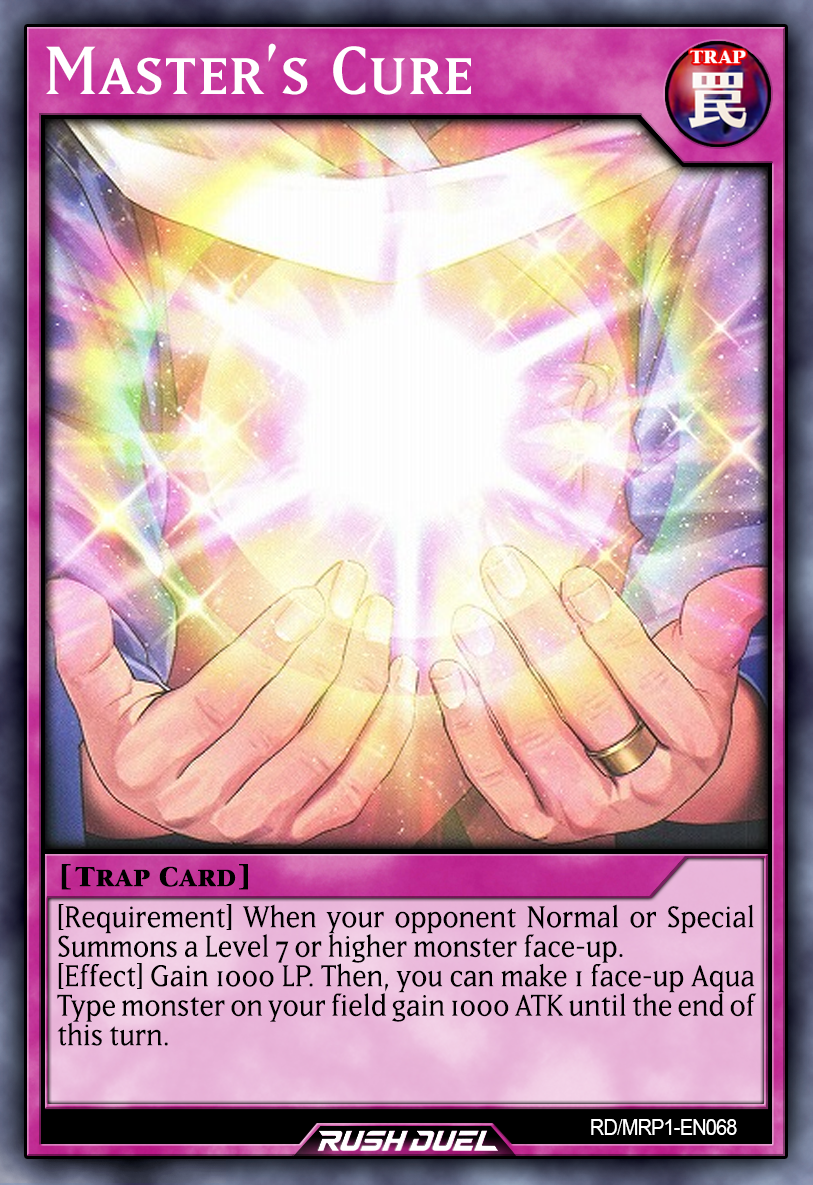 Master's Cure
TRAP
罠
[Trap Card]
[Requirement] When your opponent Normal or Special
Summons a Level 7 or higher monster face-up.
[Effect] Gain 1000 LP. Then, you can make 1 face-up Aqua
Type monster on your field gain 1000 ATK until the end of
this turn.
RD/MRP1-EN068
RUSH DUEL